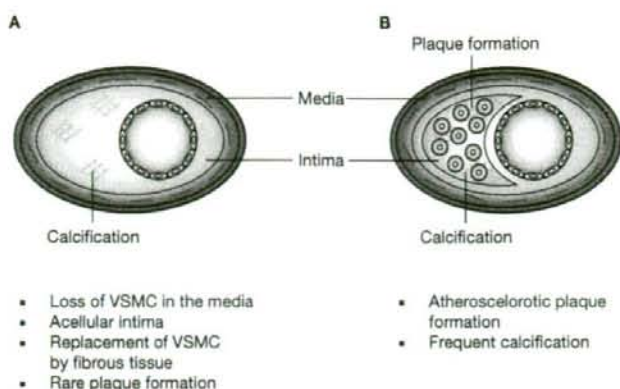 A
B
Plaque formation
Media
Intima
Calcification
Calcification
▪ Loss of VSMC in the media
▪ Acellular intima
▪ Replacement of VSMC
by fibrous tissue
▪ Rare plaque formation
▪ Atheroscelorotic plaque
formation
▪ Frequent calcification